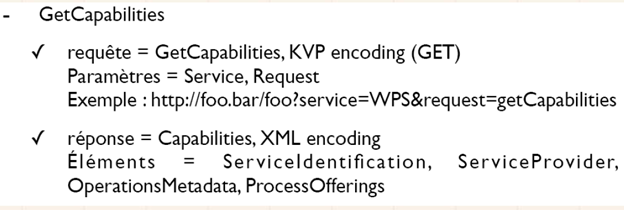 - GetCapabilities
✓ requête = GetCapabilities, KVP encoding (GET)
Paramètres = Service, Request
Exemple : http://foo.bar/foo?service=WPS&request=getCapabilities
✓ réponse = Capabilities, XML encoding
Éléments = ServiceIdentification, ServiceProvider,
OperationsMetadata, ProcessOfferings